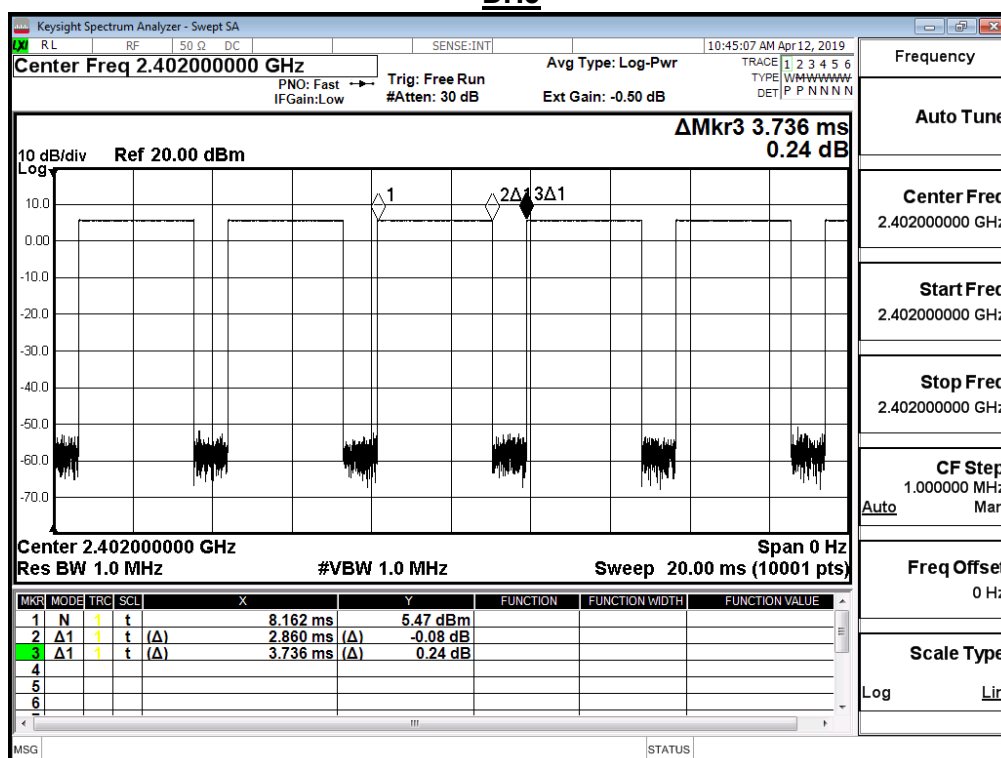 Keysight Spectrum Analyzer - Swept SA
LXI RL RF 50 Ω DC SENSE:INT 10:45:07 AM Apr 12, 2019
Center Freq 2.402000000 GHz
PNO: Fast
IFGain:Low
Trig: Free Run
#Atten: 30 dB
Avg Type: Log-Pwr
Ext Gain: -0.50 dB
TRACE 1 2 3 4 5 6
TYPE WMWWWW
DET P P N N N N
ΔMkr3 3.736 ms
0.24 dB
10 dB/div Ref 20.00 dBm
Log
1 2Δ1 3Δ1
10.0
0.00
-10.0
-20.0
-30.0
-40.0
-50.0
-60.0
-70.0
Center 2.402000000 GHz Span 0 Hz
Res BW 1.0 MHz #VBW 1.0 MHz Sweep 20.00 ms (10001 pts)
MKR MODE TRC SCL X Y FUNCTION FUNCTION WIDTH FUNCTION VALUE
1 N 1 t 8.162 ms 5.47 dBm
2 Δ1 1 t (Δ) 2.860 ms (Δ) -0.08 dB
3 Δ1 1 t (Δ) 3.736 ms (Δ) 0.24 dB
4
5
6
MSG STATUS
Frequency
Auto Tune
Center Freq
2.402000000 GHz
Start Freq
2.402000000 GHz
Stop Freq
2.402000000 GHz
CF Step
1.000000 MHz
Auto Man
Freq Offset
0 Hz
Scale Type
Log Lin